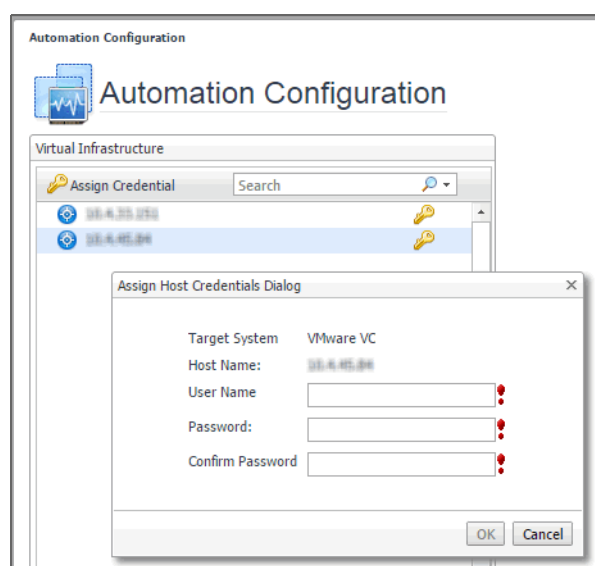 Automation Configuration
Automation Configuration
Virtual Infrastructure
Assign Credential Search
Assign Host Credentials Dialog
Target System VMware VC
Host Name:
User Name
Password:
Confirm Password
OK Cancel